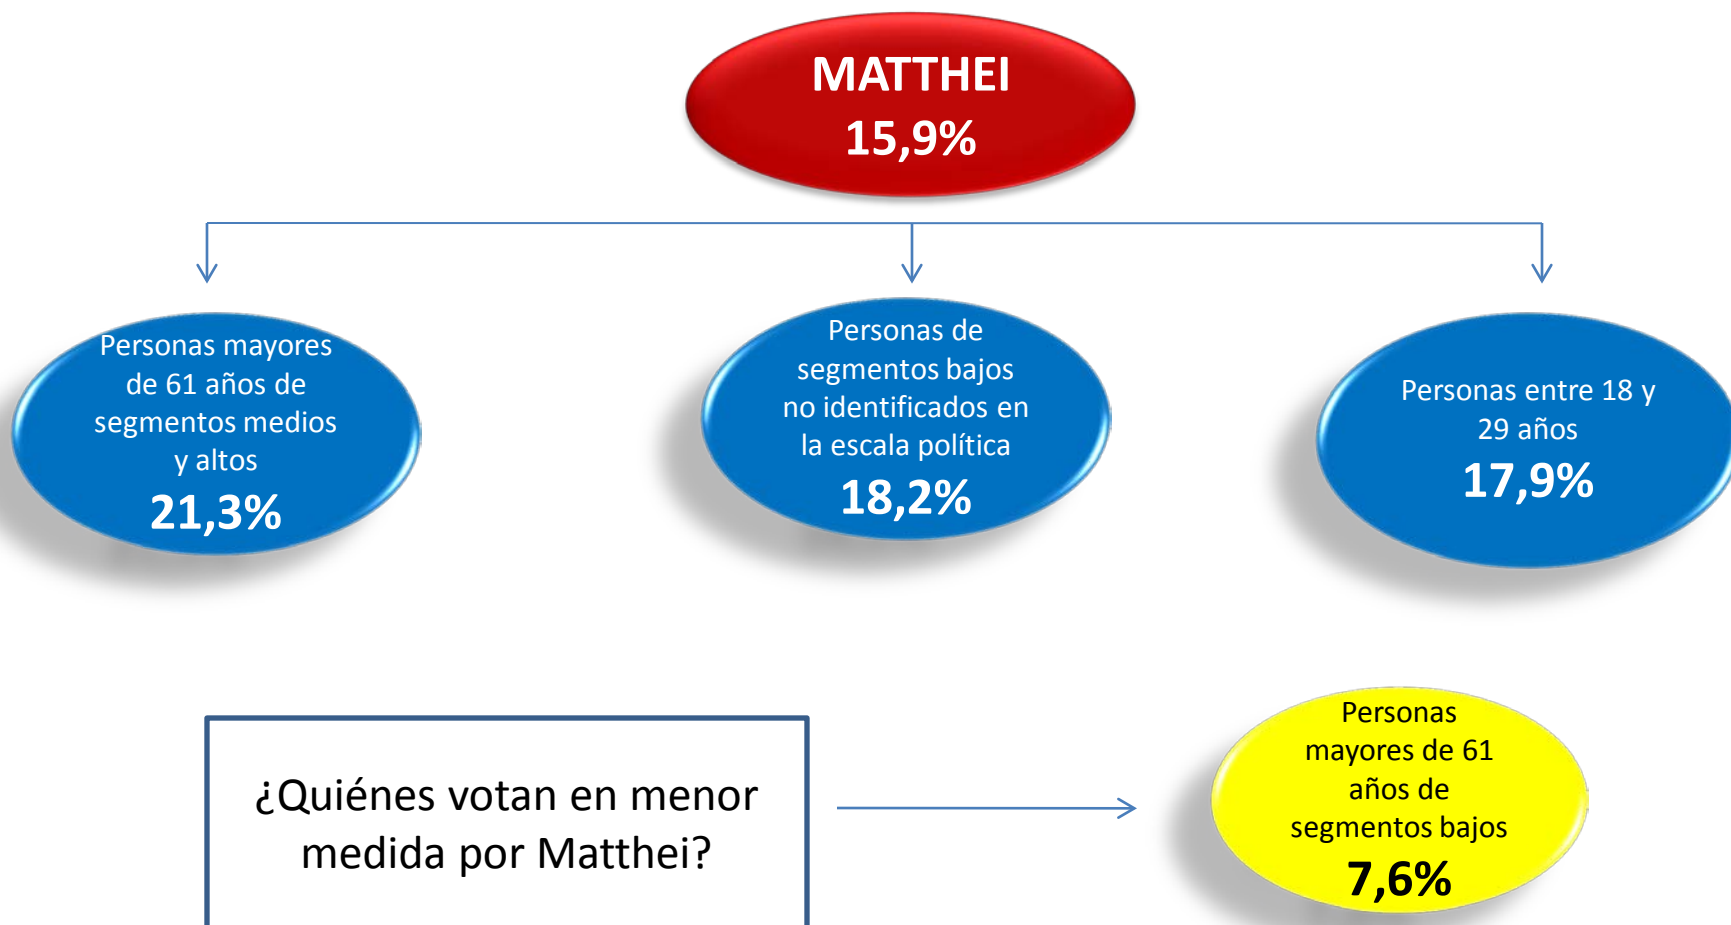 MATTHEI
15,9%
Personas mayores
de 61 años de
segmentos medios
y altos
21,3%
Personas de
segmentos bajos
no identificados en
la escala política
18,2%
Personas entre 18 y
29 años
17,9%
¿Quiénes votan en menor
medida por Matthei?
Personas
mayores de 61
años de
segmentos bajos
7,6%